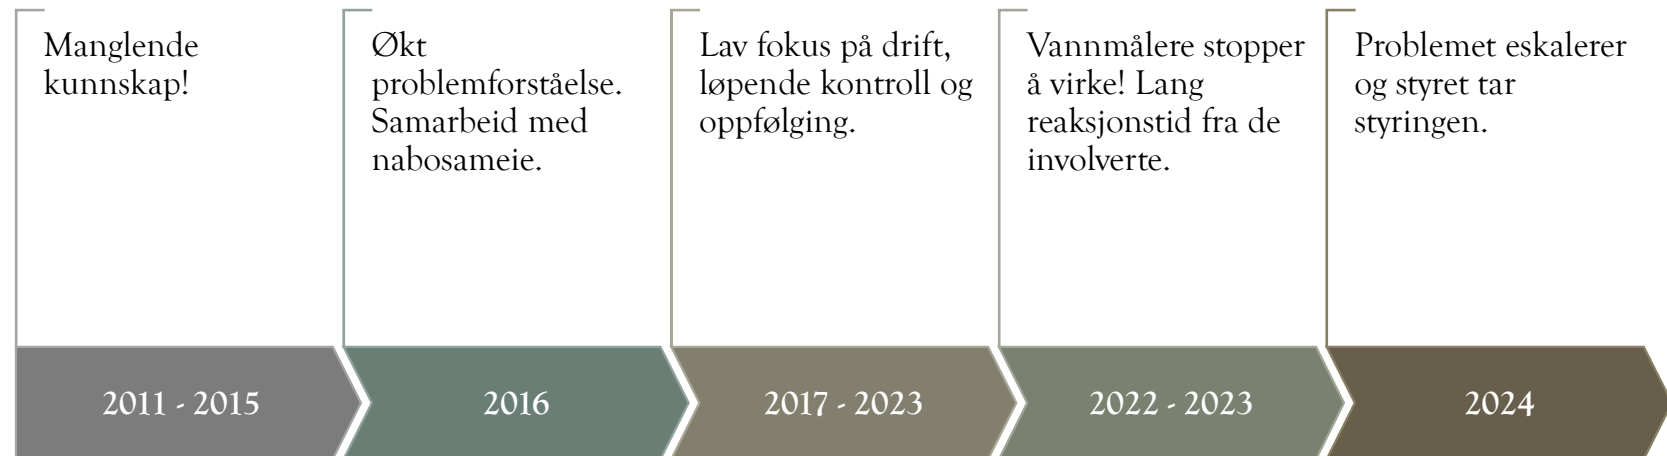 Manglende
kunnskap!
Økt
problemforståelse.
Samarbeid med
nabosameie.
Lav fokus på drift,
løpende kontroll og
oppfølging.
Vannmålere stopper
å virke! Lang
reaksjonstid fra de
involverte.
Problemet eskalerer
og styret tar
styringen.
2011 - 2015
2016
2017 - 2023
2022 - 2023
2024